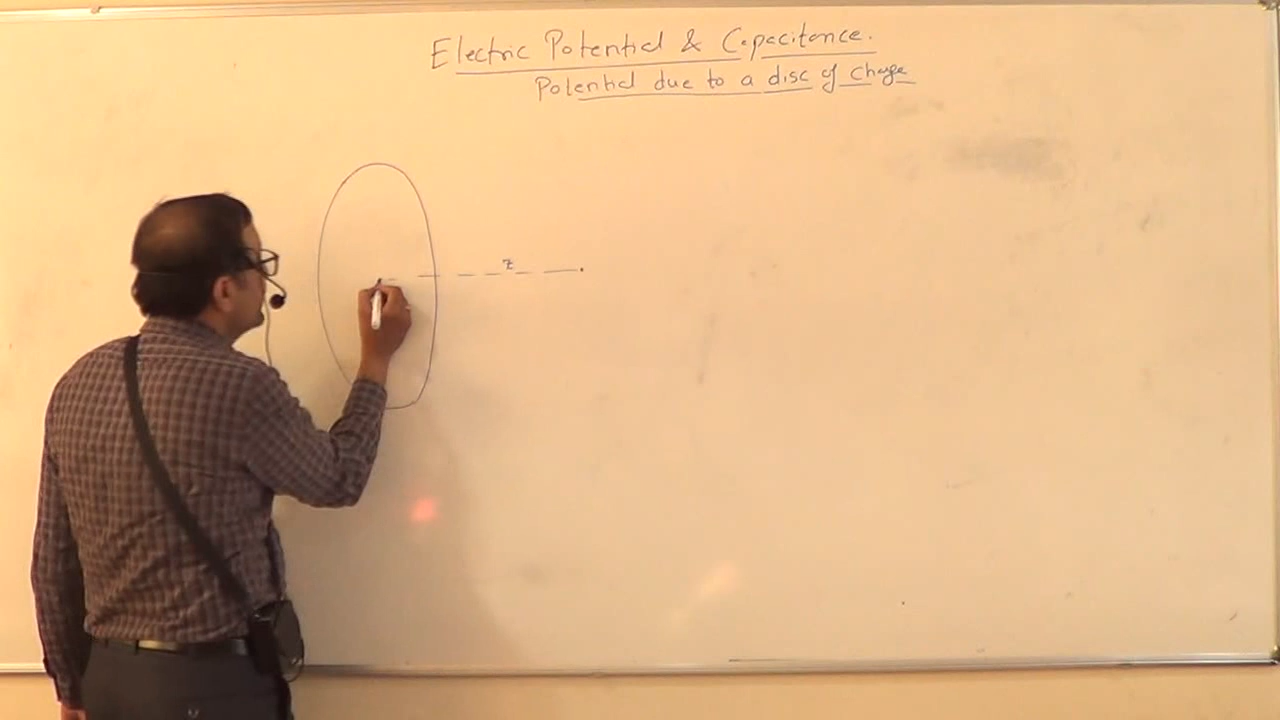 Electric Potential & Capacitance.
Potential due to a disc of charge
z